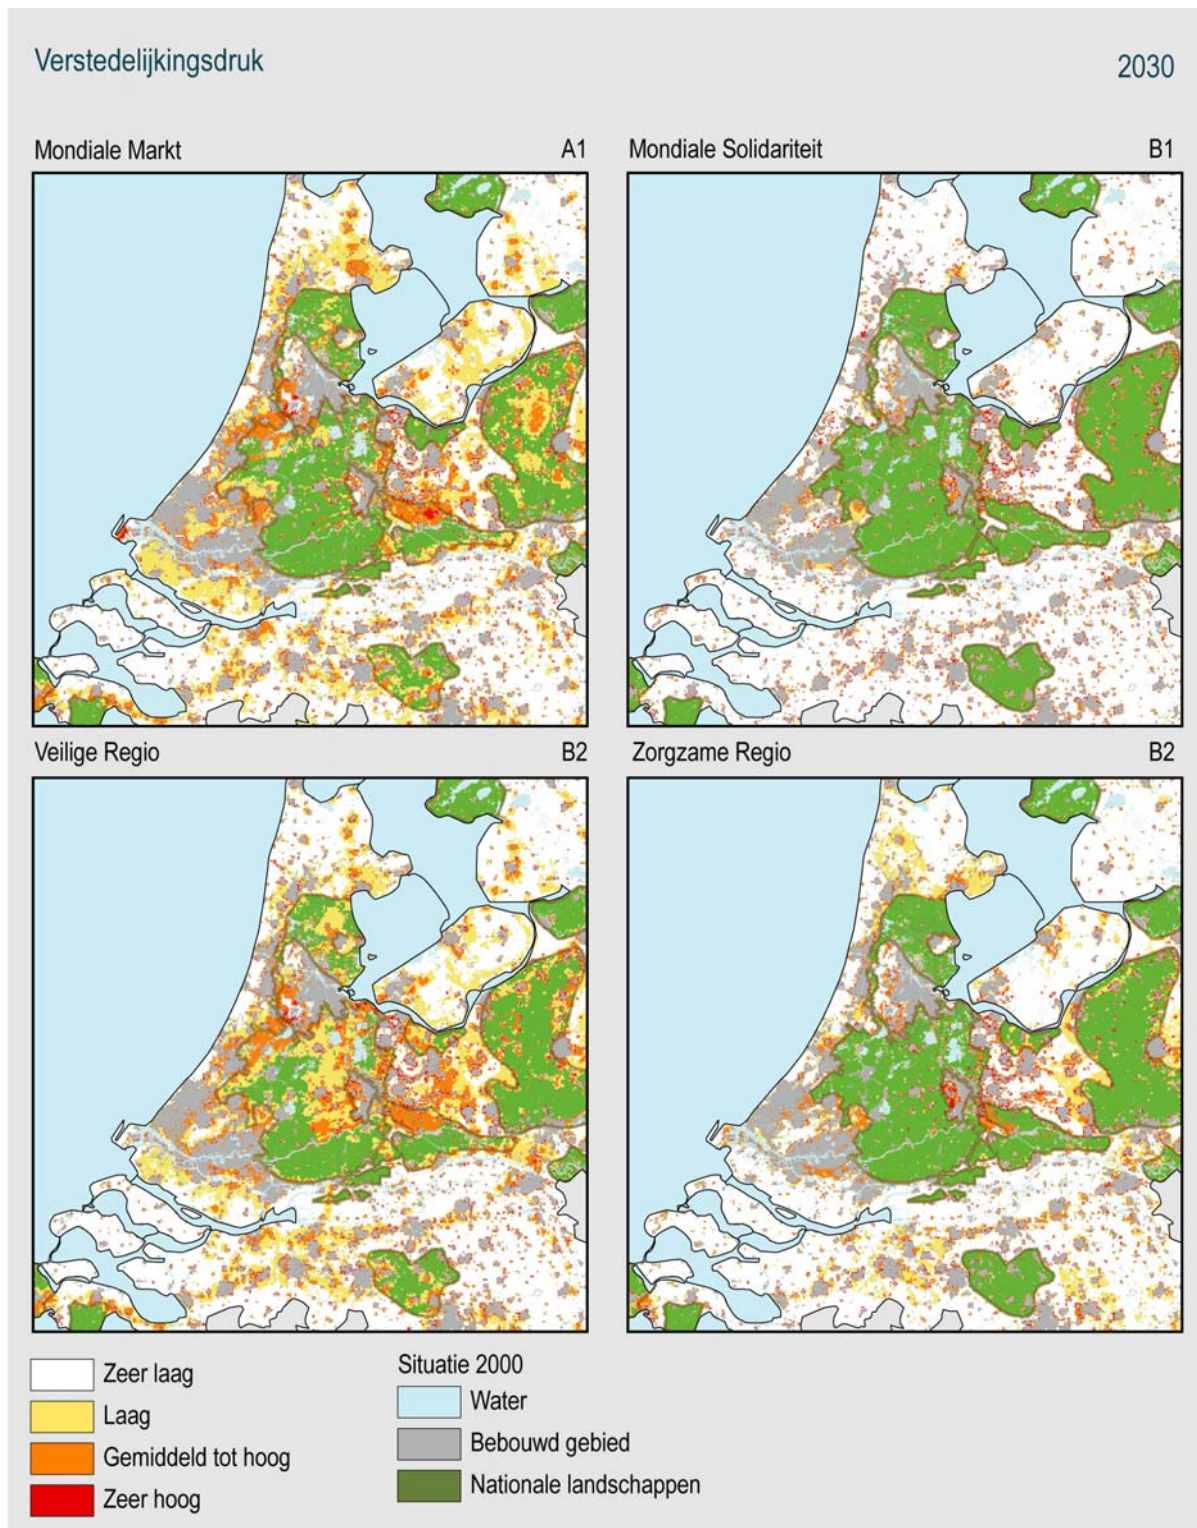 Verstedelijkingsdruk 2030
Mondiale Markt A1
Mondiale Solidariteit B1
Veilige Regio B2
Zorgzame Regio B2
Zeer laag
Laag
Gemiddeld tot hoog
Zeer hoog
Situatie 2000
Water
Bebouwd gebied
Nationale landschappen